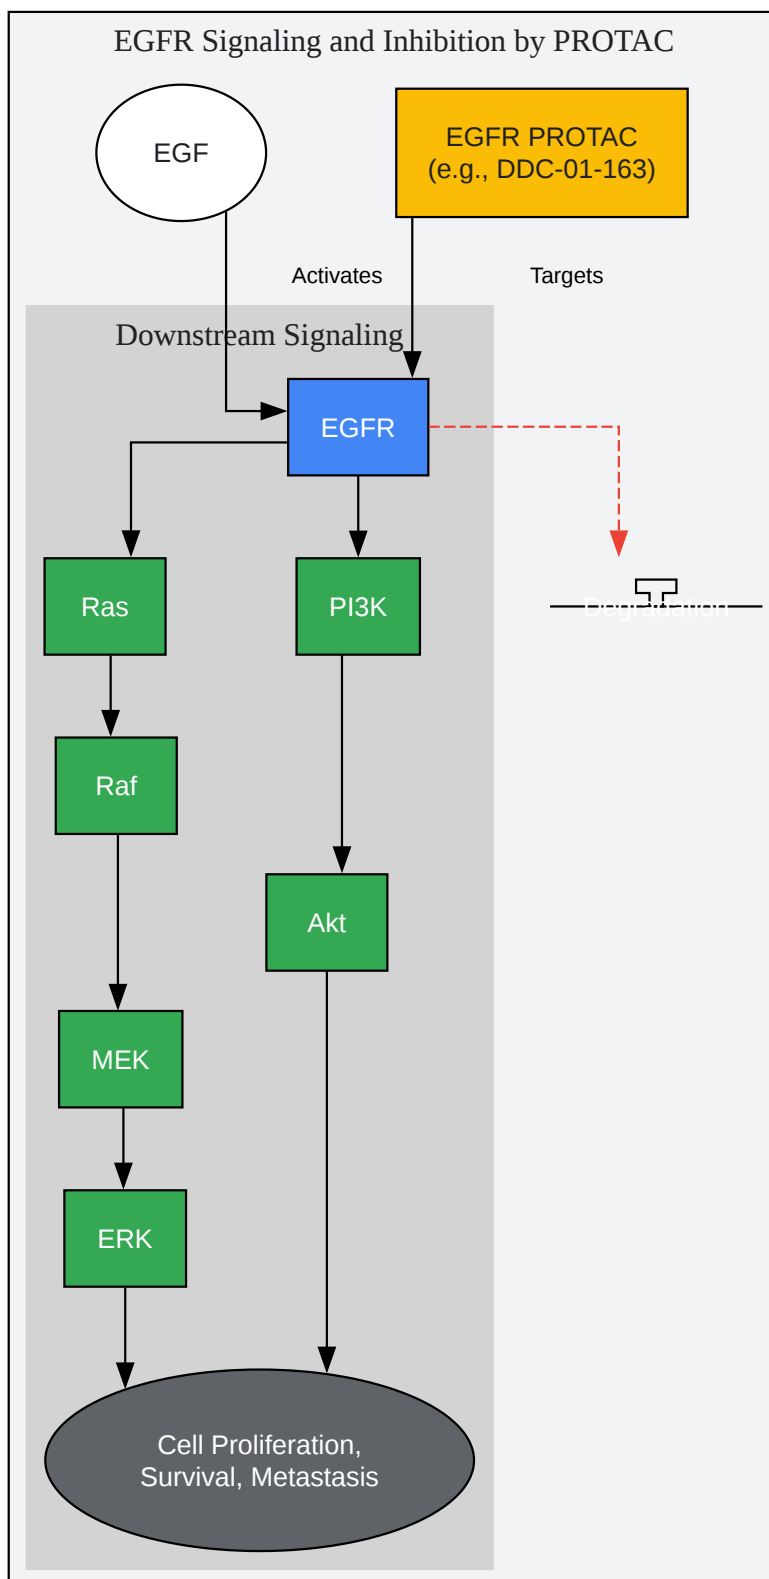 EGFR Signaling and Inhibition by PROTAC
EGF
EGFR PROTAC
(e.g., DDC-01-163)
Activates
Targets
Downstream Signaling
EGFR
Ras
PI3K
Degradation
Raf
Akt
MEK
ERK
Cell Proliferation,
Survival, Metastasis